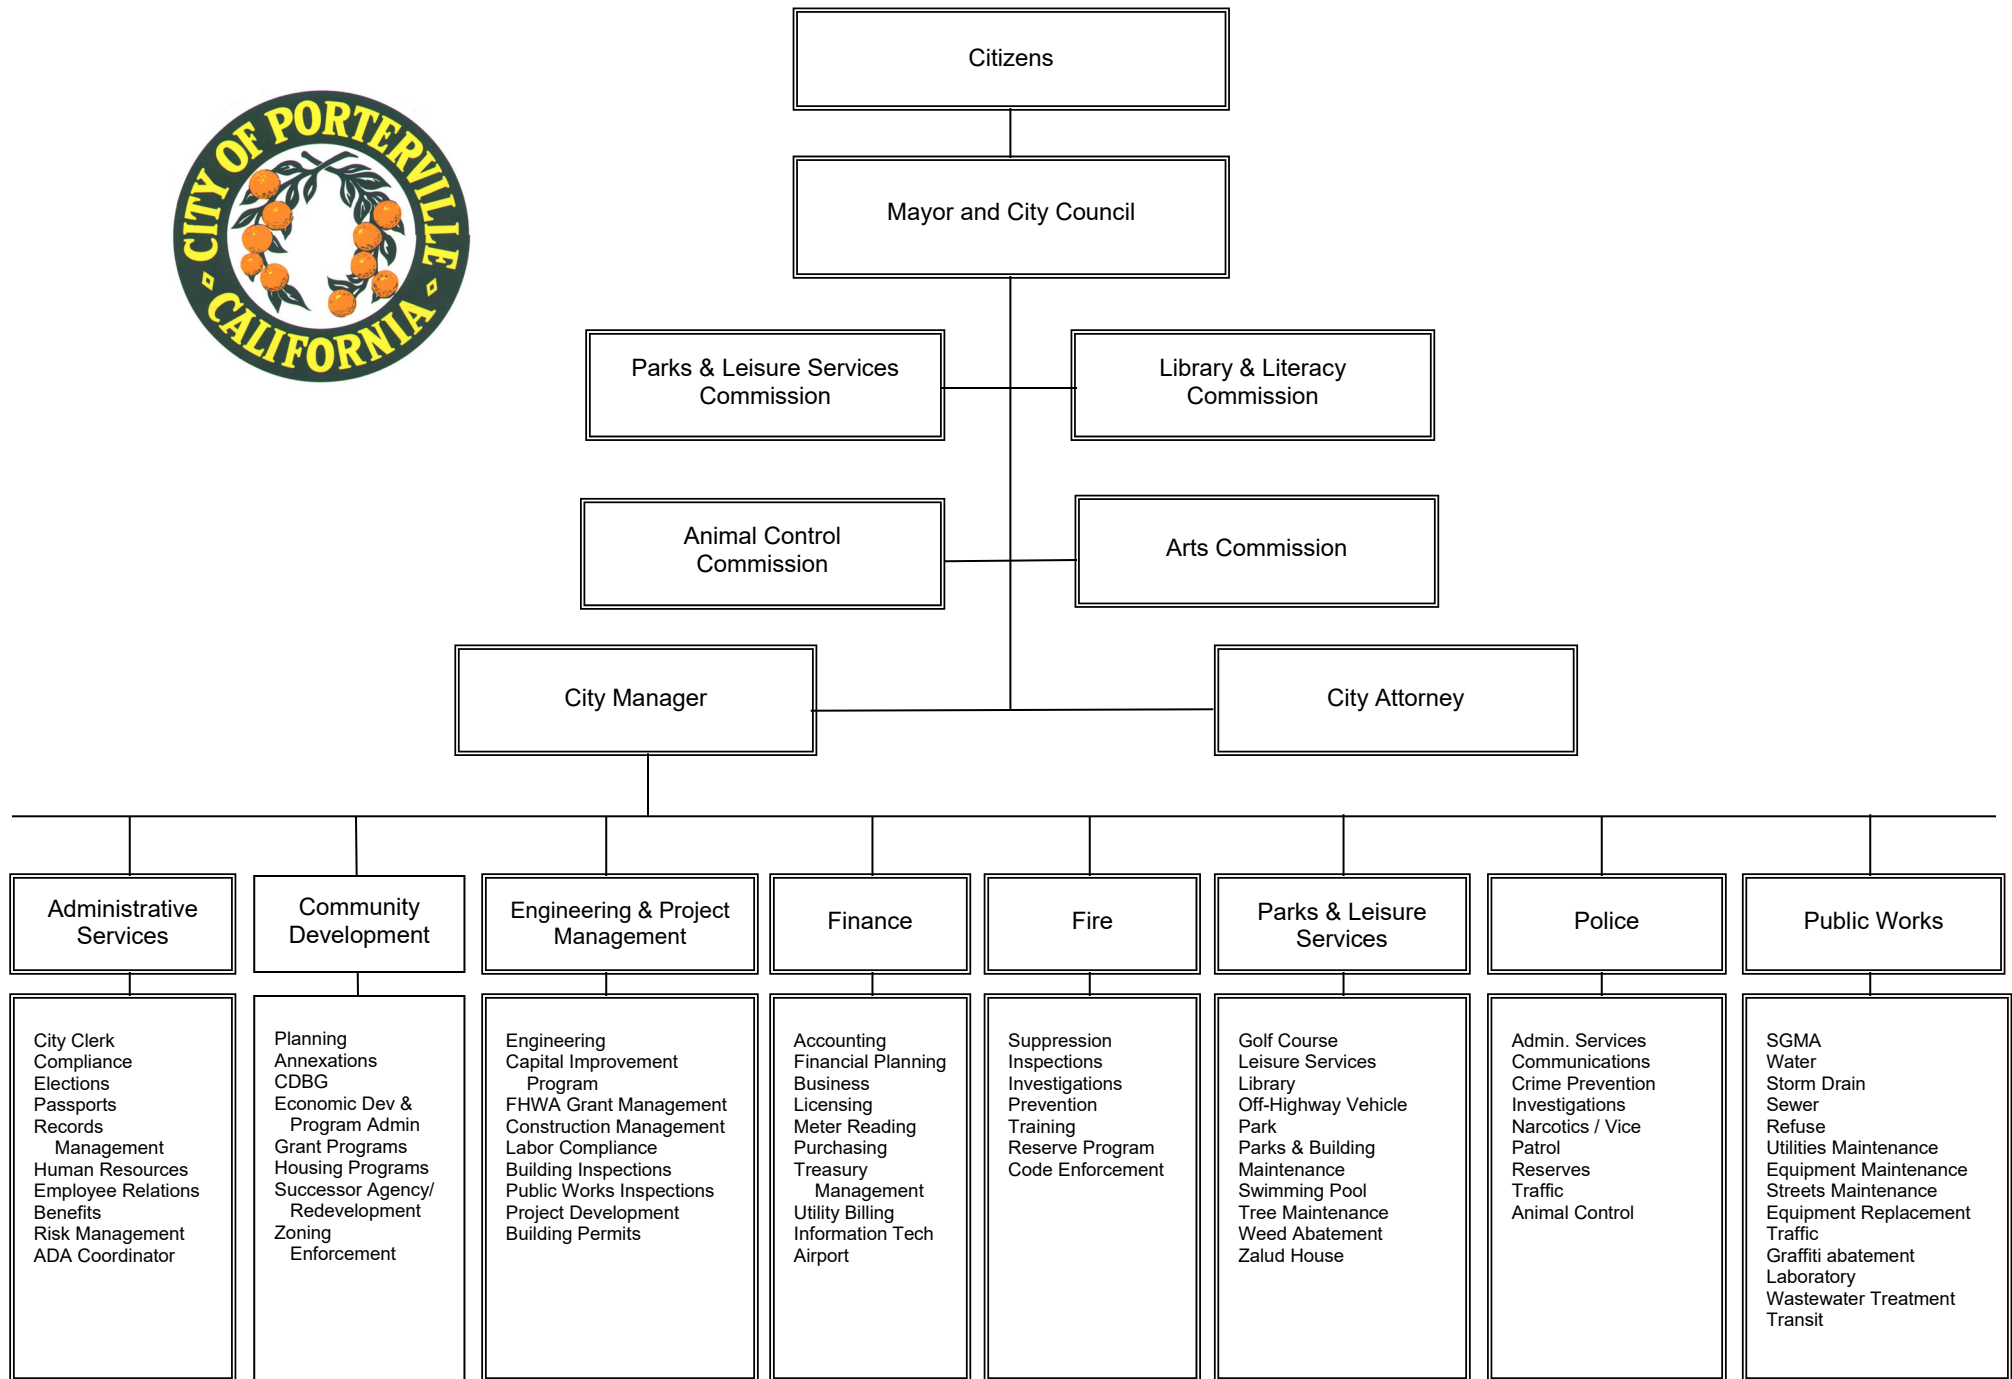 CITY OF PORTERVILLE
CALIFORNIA
Citizens
Mayor and City Council
Parks & Leisure Services
Commission
Library & Literacy
Commission
Animal Control
Commission
Arts Commission
City Manager
City Attorney
Administrative
Services
Community
Development
Engineering & Project
Management
Finance
Fire
Parks & Leisure
Services
Police
Public Works
City Clerk
Compliance
Elections
Passports
Records
Management
Human Resources
Employee Relations
Benefits
Risk Management
ADA Coordinator
Planning
Annexations
CDBG
Economic Dev &
Program Admin
Grant Programs
Housing Programs
Successor Agency/
Redevelopment
Zoning
Enforcement
Engineering
Capital Improvement
Program
FHWA Grant Management
Construction Management
Labor Compliance
Building Inspections
Public Works Inspections
Project Development
Building Permits
Accounting
Financial Planning
Business
Licensing
Meter Reading
Purchasing
Treasury
Management
Utility Billing
Information Tech
Airport
Suppression
Inspections
Investigations
Prevention
Training
Reserve Program
Code Enforcement
Golf Course
Leisure Services
Library
Off-Highway Vehicle
Park
Parks & Building
Maintenance
Swimming Pool
Tree Maintenance
Weed Abatement
Zalud House
Admin. Services
Communications
Crime Prevention
Investigations
Narcotics / Vice
Patrol
Reserves
Traffic
Animal Control
SGMA
Water
Storm Drain
Sewer
Refuse
Utilities Maintenance
Equipment Maintenance
Streets Maintenance
Equipment Replacement
Traffic
Graffiti abatement
Laboratory
Wastewater Treatment
Transit